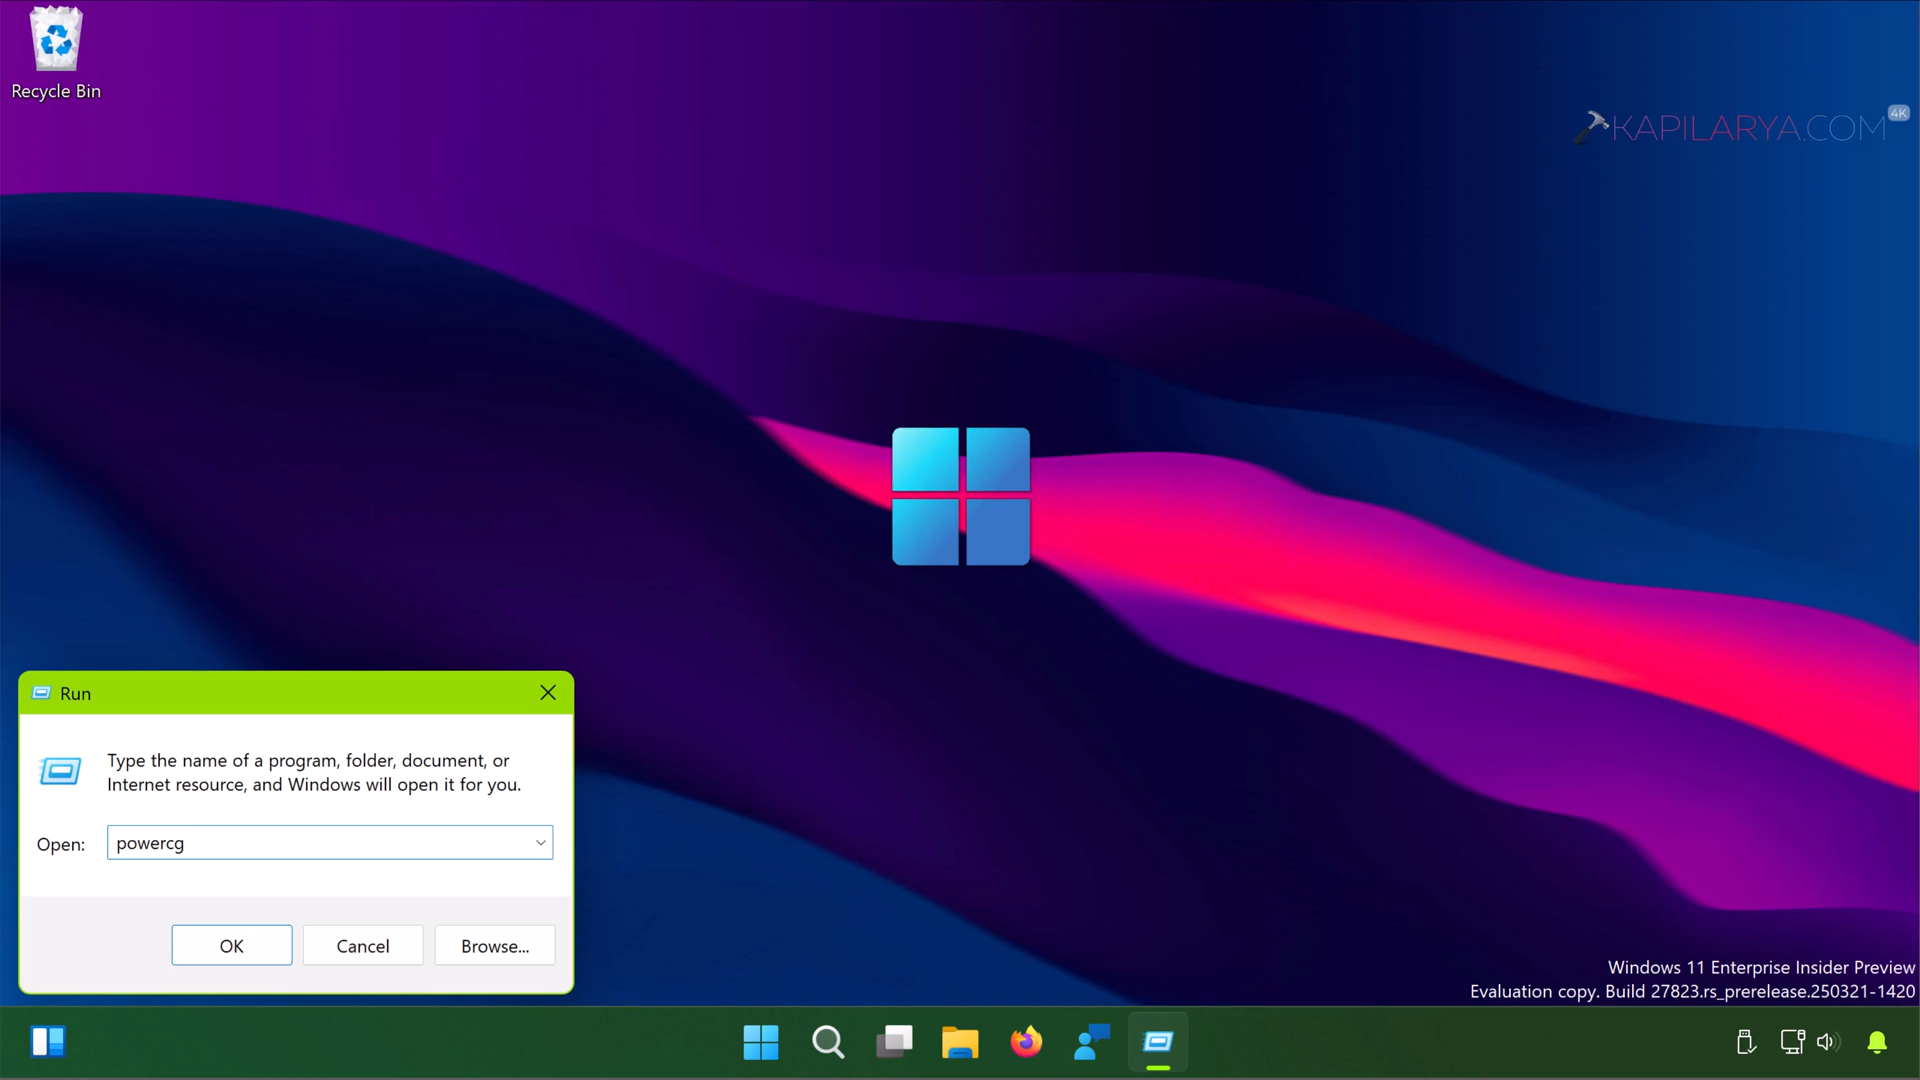 Recycle Bin
KAPILARYA.COM
4K
Run
Type the name of a program, folder, document, or
Internet resource, and Windows will open it for you.
Open:
powercg
OK
Cancel
Browse...
Windows 11 Enterprise Insider Preview
Evaluation copy. Build 27823.rs_prerelease.250321-1420